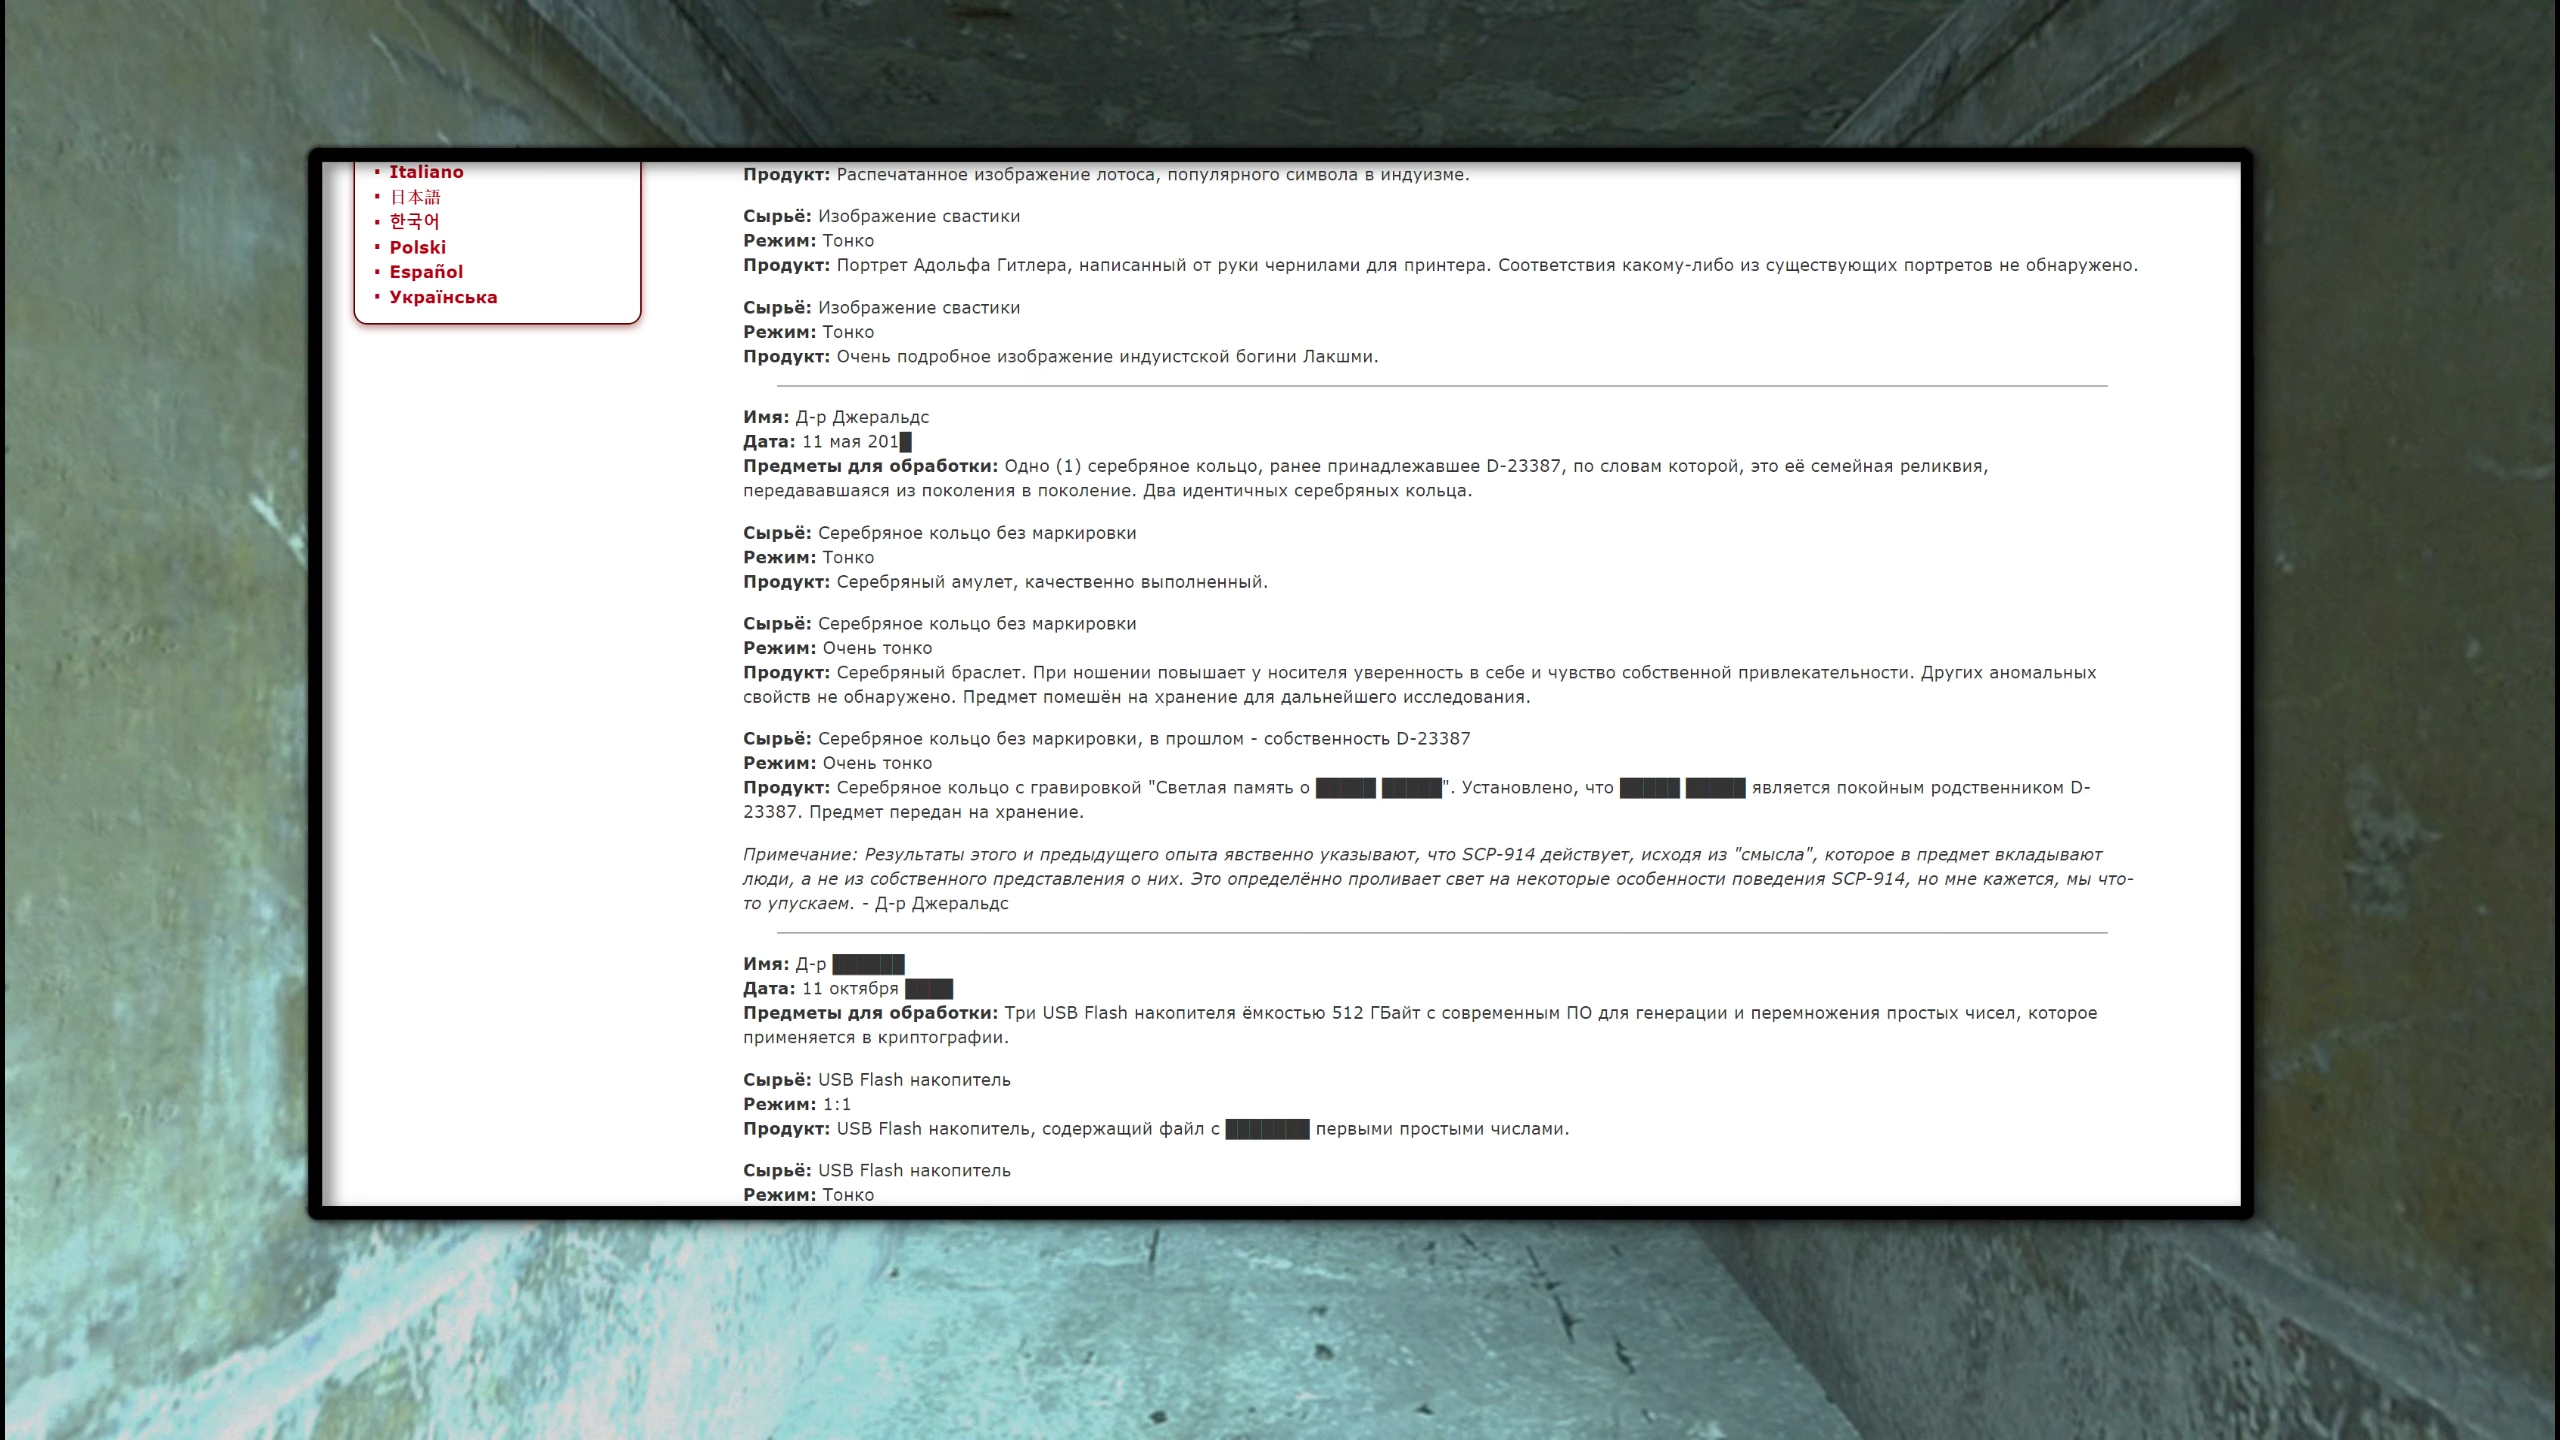 Italiano
日本語
한국어
Polski
Español
Українська
Продукт: Распечатанное изображение лотоса, популярного символа в индуизме.
Сырьё: Изображение свастики
Режим: Тонко
Продукт: Портрет Адольфа Гитлера, написанный от руки чернилами для принтера. Соответствия какому-либо из существующих портретов не обнаружено.
Сырьё: Изображение свастики
Режим: Тонко
Продукт: Очень подробное изображение индуистской богини Лакшми.
Имя: Д-р Джеральдс
Дата: 11 мая 201█
Предметы для обработки: Одно (1) серебряное кольцо, ранее принадлежавшее D-23387, по словам которой, это её семейная реликвия,
передававшаяся из поколения в поколение. Два идентичных серебряных кольца.
Сырьё: Серебряное кольцо без маркировки
Режим: Тонко
Продукт: Серебряный амулет, качественно выполненный.
Сырьё: Серебряное кольцо без маркировки
Режим: Очень тонко
Продукт: Серебряный браслет. При ношении повышает у носителя уверенность в себе и чувство собственной привлекательности. Других аномальных
свойств не обнаружено. Предмет помешён на хранение для дальнейшего исследования.
Сырьё: Серебряное кольцо без маркировки, в прошлом - собственность D-23387
Режим: Очень тонко
Продукт: Серебряное кольцо с гравировкой "Светлая память о █████ █████". Установлено, что █████ █████ является покойным родственником D-
23387. Предмет передан на хранение.
Примечание: Результаты этого и предыдущего опыта явственно указывают, что SCP-914 действует, исходя из "смысла", которое в предмет вкладывают
люди, а не из собственного представления о них. Это определённо проливает свет на некоторые особенности поведения SCP-914, но мне кажется, мы что-
то упускаем. - Д-р Джеральдс
Имя: Д-р ██████
Дата: 11 октября ████
Предметы для обработки: Три USB Flash накопителя ёмкостью 512 ГБайт с современным ПО для генерации и перемножения простых чисел, которое
применяется в криптографии.
Сырьё: USB Flash накопитель
Режим: 1:1
Продукт: USB Flash накопитель, содержащий файл с ███████ первыми простыми числами.
Сырьё: USB Flash накопитель
Режим: Тонко